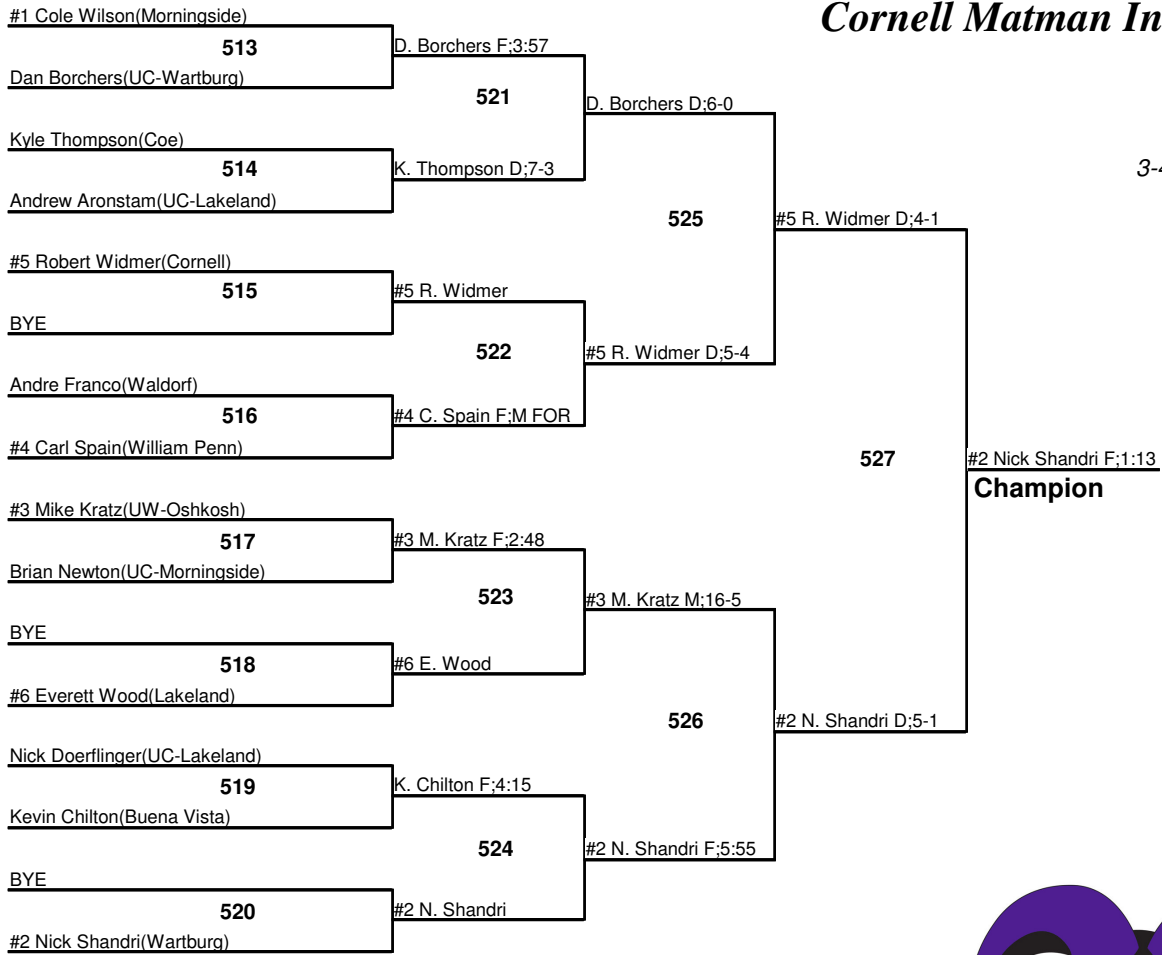 #1 Cole Wilson(Morningside)
Cornell Matman In
513
D. Borchers F;3:57
Dan Borchers(UC-Wartburg)
521
D. Borchers D;6-0
Kyle Thompson(Coe)
514
K. Thompson D;7-3
3-4
Andrew Aronstam(UC-Lakeland)
525
#5 R. Widmer D;4-1
#5 Robert Widmer(Cornell)
515
#5 R. Widmer
BYE
522
#5 R. Widmer D;5-4
Andre Franco(Waldorf)
516
#4 C. Spain F;M FOR
#4 Carl Spain(William Penn)
527
#2 Nick Shandri F;1:13
Champion
#3 Mike Kratz(UW-Oshkosh)
517
#3 M. Kratz F;2:48
Brian Newton(UC-Morningside)
523
#3 M. Kratz M;16-5
BYE
518
#6 E. Wood
#6 Everett Wood(Lakeland)
526
#2 N. Shandri D;5-1
Nick Doerflinger(UC-Lakeland)
519
K. Chilton F;4:15
Kevin Chilton(Buena Vista)
524
#2 N. Shandri F;5:55
BYE
520
#2 N. Shandri
#2 Nick Shandri(Wartburg)